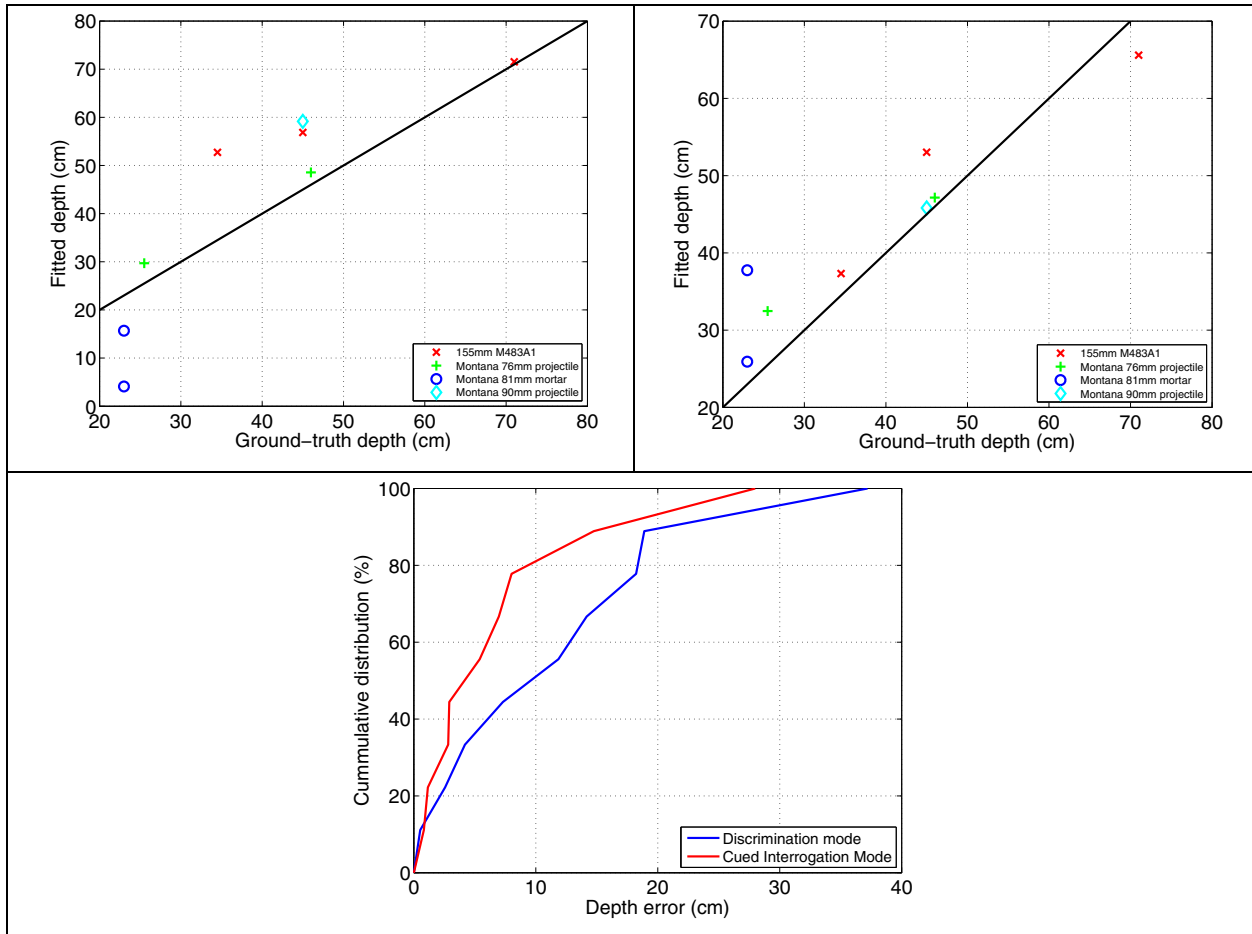 80
70
60
50
40
30
20
10
0
20 30 40 50 60 70 80
Fitted depth (cm)
Ground−truth depth (cm)
155mm M483A1
Montana 76mm projectile
Montana 81mm mortar
Montana 90mm projectile
70
60
50
40
30
20
20 30 40 50 60 70 80
Fitted depth (cm)
Ground−truth depth (cm)
155mm M483A1
Montana 76mm projectile
Montana 81mm mortar
Montana 90mm projectile
100
80
60
40
20
0
0 10 20 30 40
Cummulative distribution (%)
Depth error (cm)
Discrimination mode
Cued Interrogation Mode